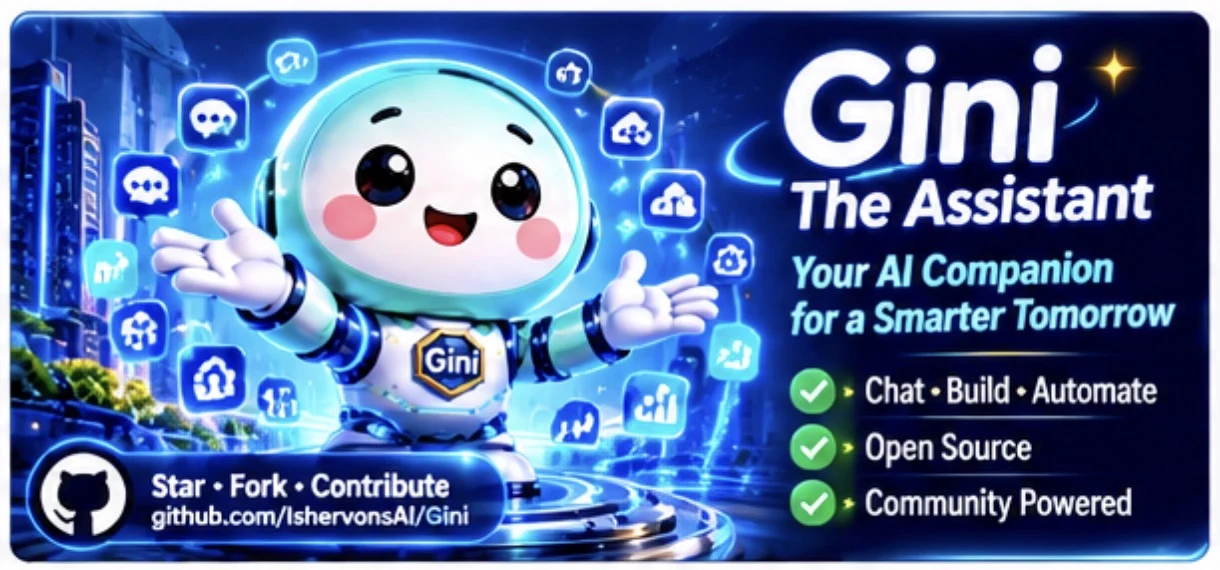 Gini
The Assistant
Your AI Companion
for a Smarter Tomorrow
Chat • Build • Automate
Open Source
Community Powered
Gini
Star • Fork • Contribute
github.com/IshervonsAI/Gini